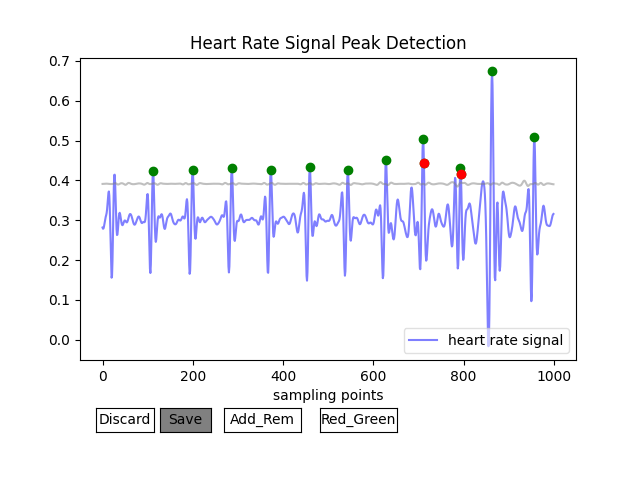 Heart Rate Signal Peak Detection
0.7
0.6
0.5
0.4
0.3
0.2
0.1
0.0
heart rate signal
0 200 400 600 800 1000
sampling points
Discard Save Add_Rem Red_Green